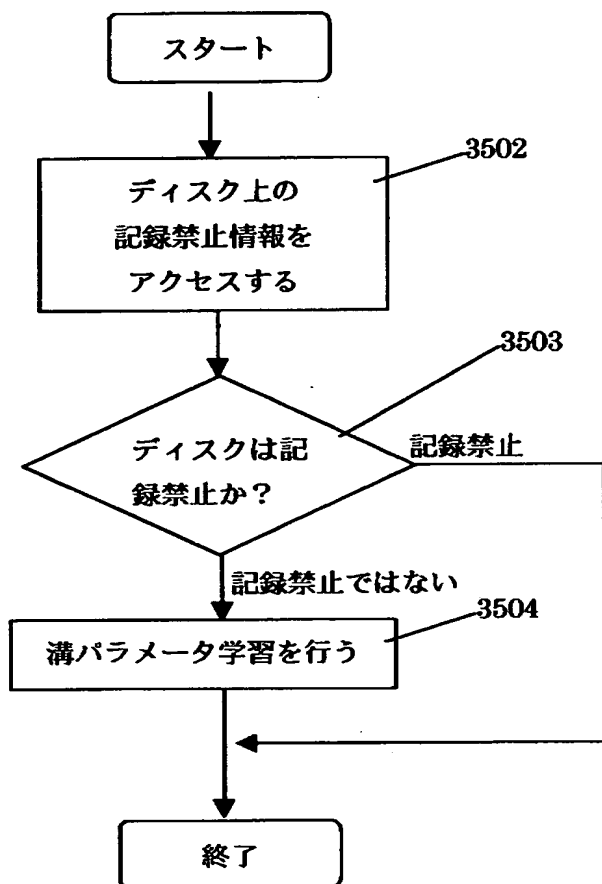 スタート
3502
ディスク上の
記録禁止情報を
アクセスする
3503
ディスクは記
録禁止か？
記録禁止
記録禁止ではない
3504
溝パラメータ学習を行う
終了